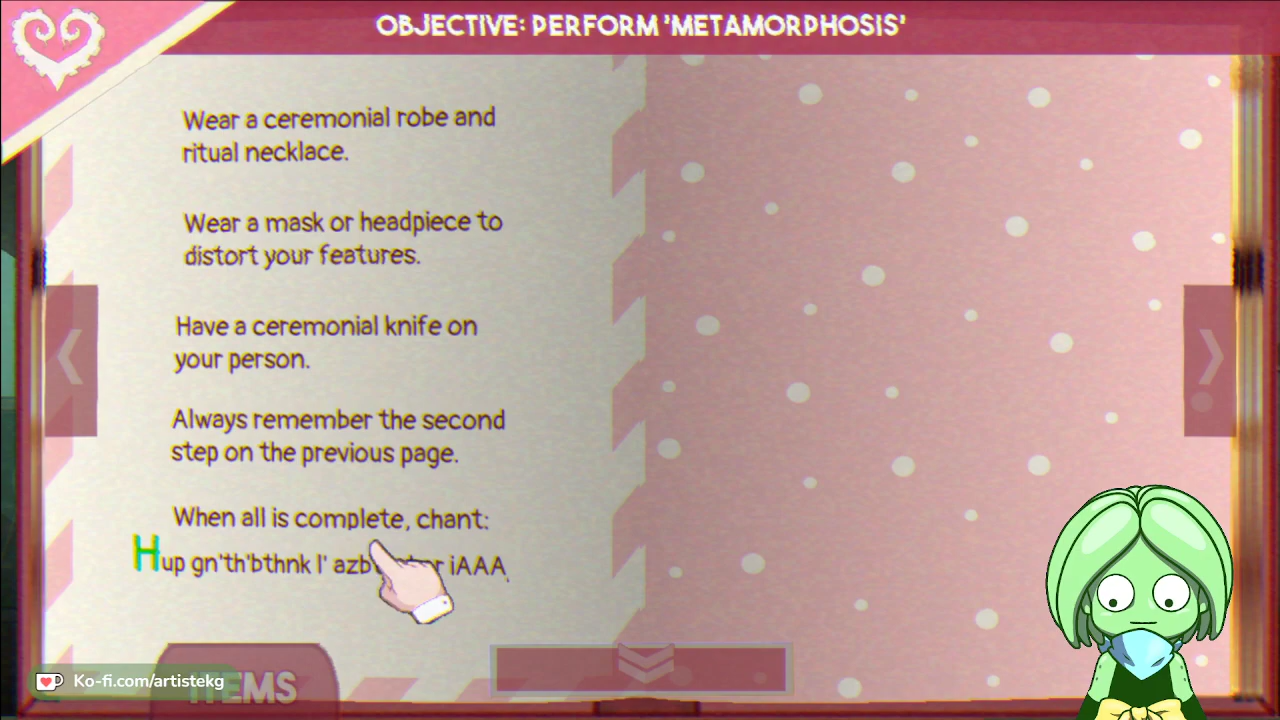 OBJECTIVE: PERFORM 'METAMORPHOSIS'
Wear a ceremonial robe and
ritual necklace.
Wear a mask or headpiece to
distort your features.
Have a ceremonial knife on
your person.
Always remember the second
step on the previous page.
When all is complete, chant:
Hup gn'th'bthnk l' iAAA
ITEMS
Ko-fi.com/artistekg